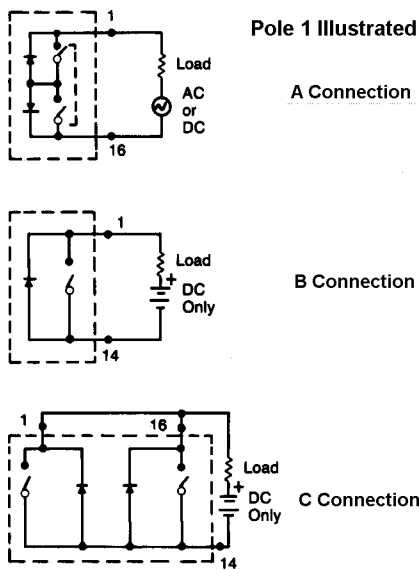 1
Pole 1 Illustrated
Load
AC
or
DC
A Connection
16
1
Load
+
DC
Only
B Connection
14
1
16
Load
+
DC
Only
C Connection
14